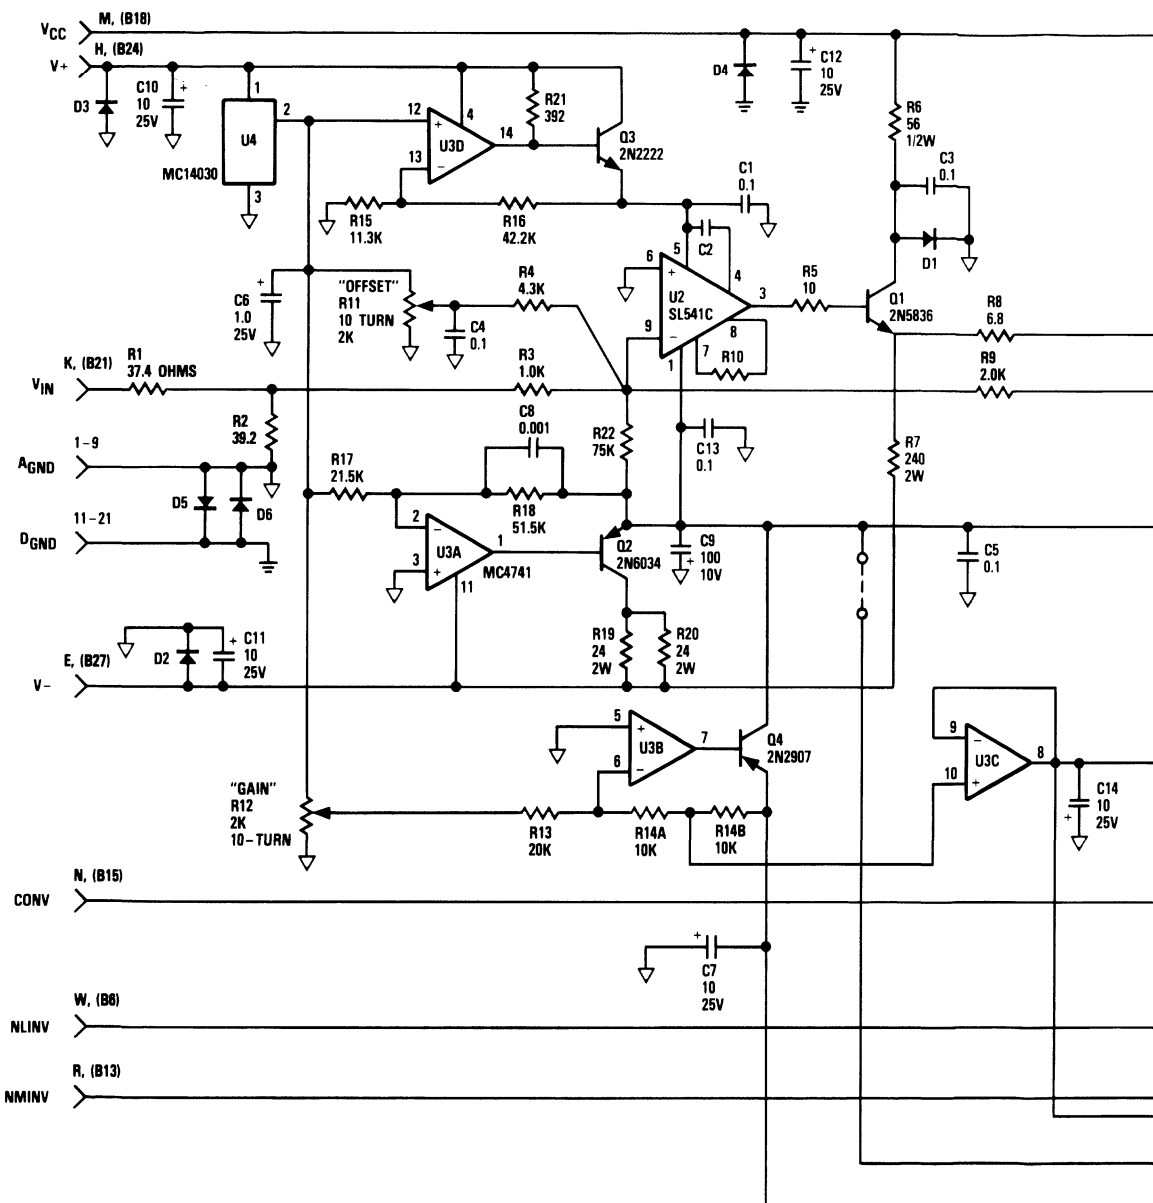 VCC
M, (B18)
H, (B24)
V+
D3
C10
10
25V
+
1
2
U4
MC14030
3
12
+
4
U3D
14
13
−
R21
392
Q3
2N2222
D4
+
C12
10
25V
R6
56
1/2W
C3
0.1
D1
C1
0.1
R15
11.3K
R16
42.2K
5
C2
6
+
4
U2
SL541C
3
8
9
−
7
1
R10
R5
10
Q1
2N5836
R8
6.8
+
C6
1.0
25V
"OFFSET"
R11
10 TURN
2K
R4
4.3K
C4
0.1
K, (B21)
VIN
R1
37.4 OHMS
R3
1.0K
R9
2.0K
R2
39.2
C8
0.001
R22
75K
C13
0.1
R7
240
2W
1-9
AGND
R17
21.5K
D5
D6
R18
51.5K
11-21
DGND
2
−
U3A
1
3
+
11
MC4741
Q2
2N6034
C9
100
10V
+
C5
0.1
D2
+
C11
10
25V
R19
24
2W
R20
24
2W
E, (B27)
V−
5
+
U3B
7
6
−
Q4
2N2907
9
−
U3C
8
10
+
C14
10
25V
+
"GAIN"
R12
2K
10-TURN
R13
20K
R14A
10K
R14B
10K
N, (B15)
CONV
+
C7
10
25V
W, (B6)
NLINV
R, (B13)
NMINV